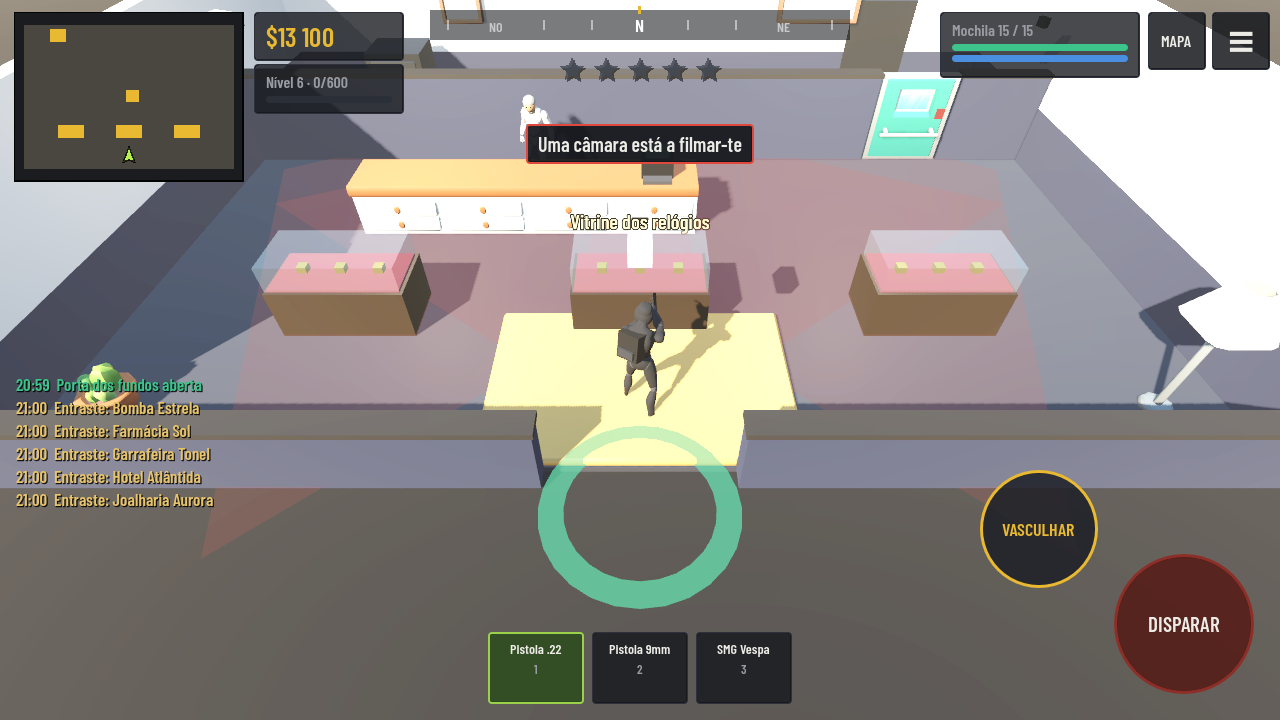 $13 100
Nível 6 · 0/600
NO
N
NE
Mochila 15 / 15
MAPA
Uma câmara está a filmar-te
Vitrine dos relógios
20:59 Porta dos fundos aberta
21:00 Entraste: Bomba Estrela
21:00 Entraste: Farmácia Sol
21:00 Entraste: Garrafeira Tonel
21:00 Entraste: Hotel Atlântida
21:00 Entraste: Joalharia Aurora
VASCULHAR
DISPARAR
Pistola .22
1
Pistola 9mm
2
SMG Vespa
3